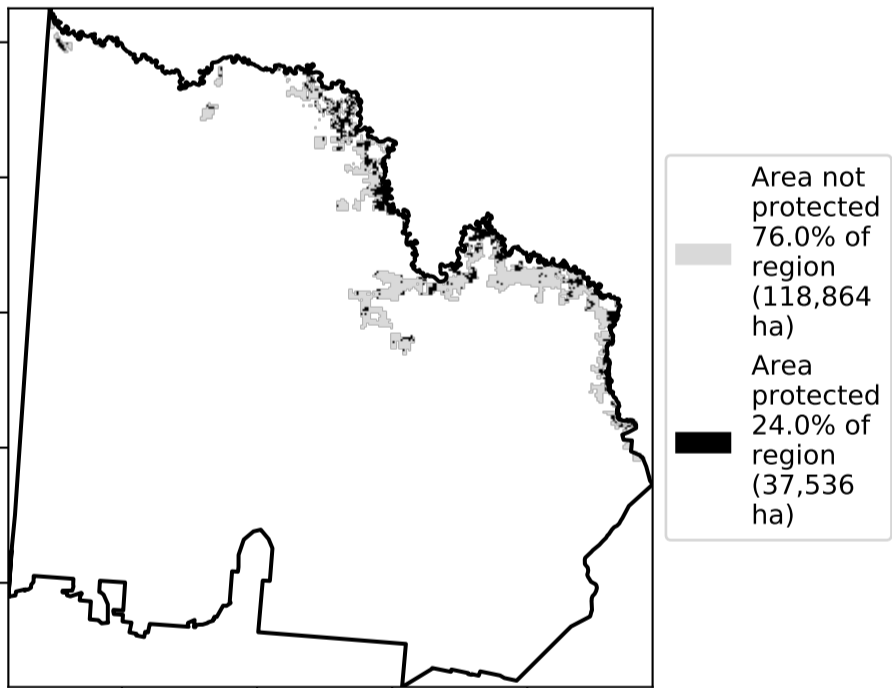 Area not
protected
76.0% of
region
(118,864
ha)
Area
protected
24.0% of
region
(37,536
ha)